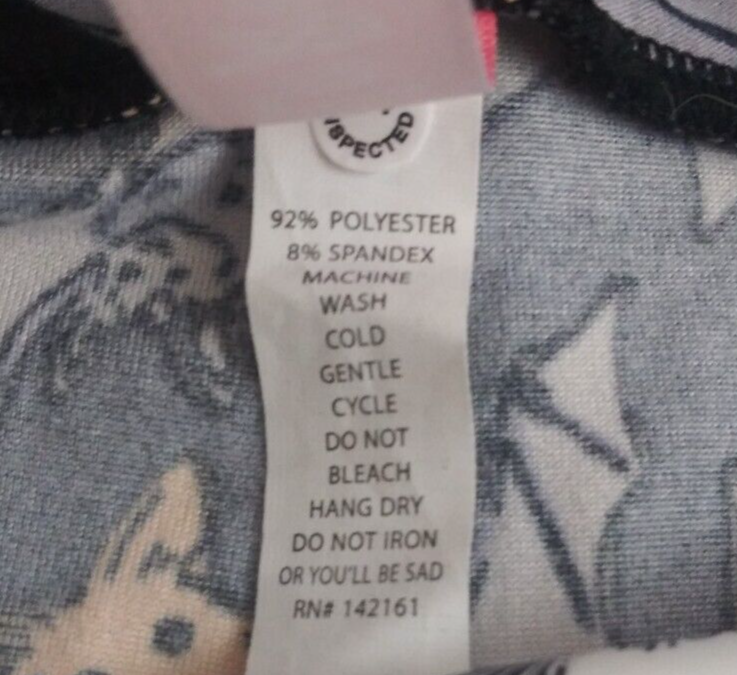 92% POLYESTER
8% SPANDEX
MACHINE
WASH
COLD
GENTLE
CYCLE
DO NOT
BLEACH
HANG DRY
DO NOT IRON
OR YOU'LL BE SAD
RN# 142161